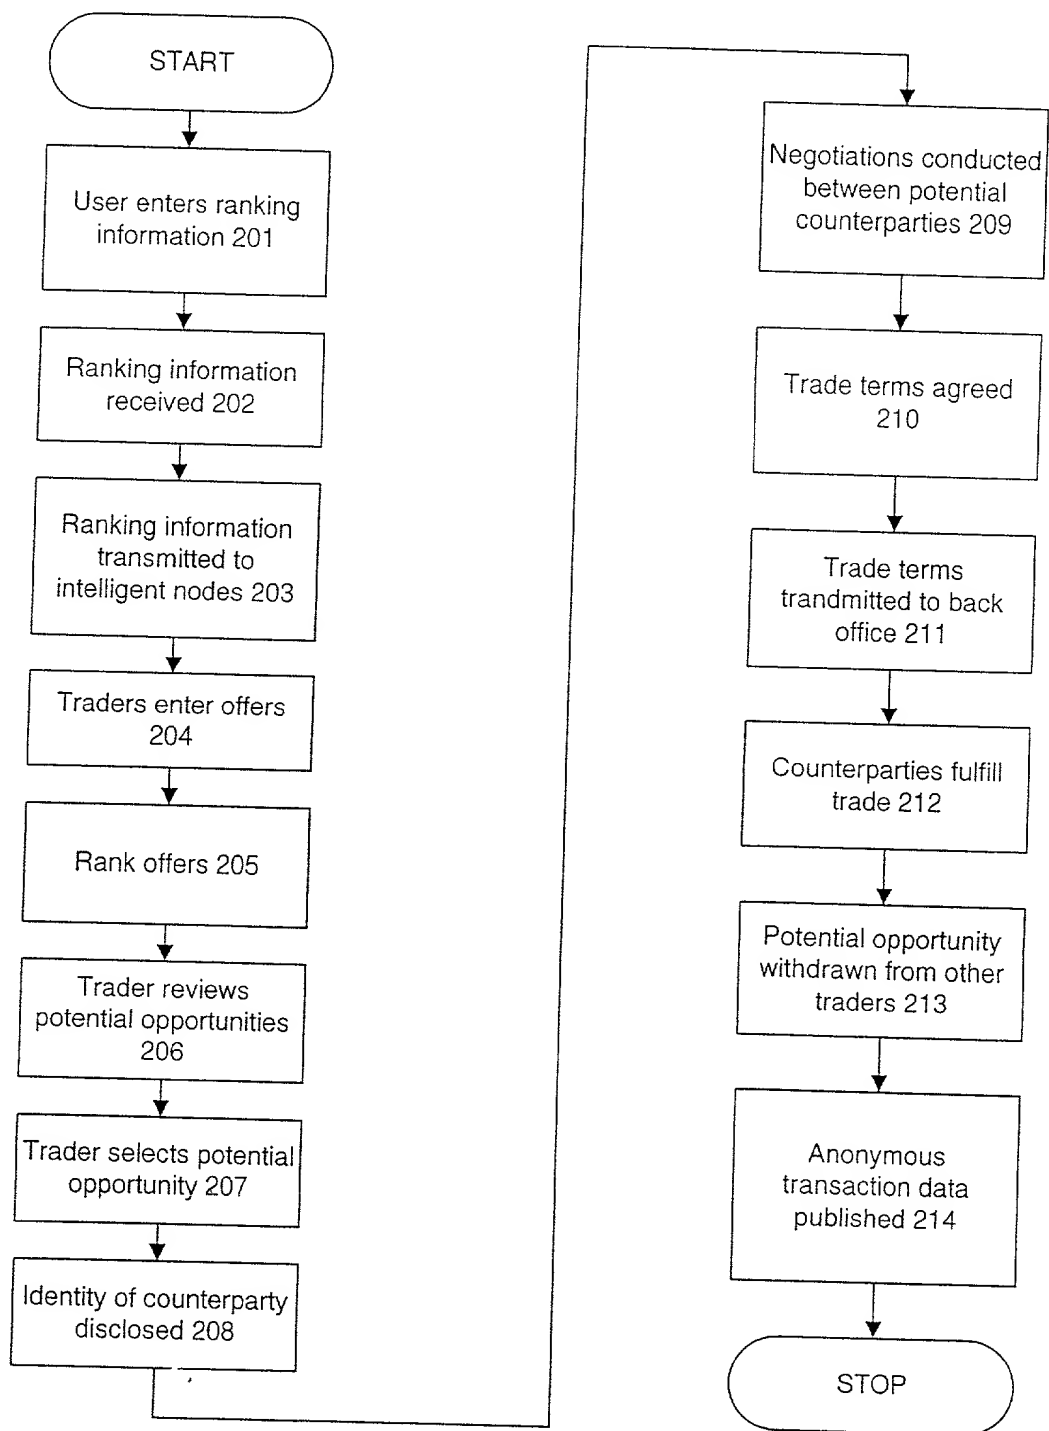 START
User enters ranking
information 201
Ranking information
received 202
Ranking information
transmitted to
intelligent nodes 203
Traders enter offers
204
Rank offers 205
Trader reviews
potential opportunities
206
Trader selects potential
opportunity 207
Identity of counterparty
disclosed 208
Negotiations conducted
between potential
counterparties 209
Trade terms agreed
210
Trade terms
trandmitted to back
office 211
Counterparties fulfill
trade 212
Potential opportunity
withdrawn from other
traders 213
Anonymous
transaction data
published 214
STOP